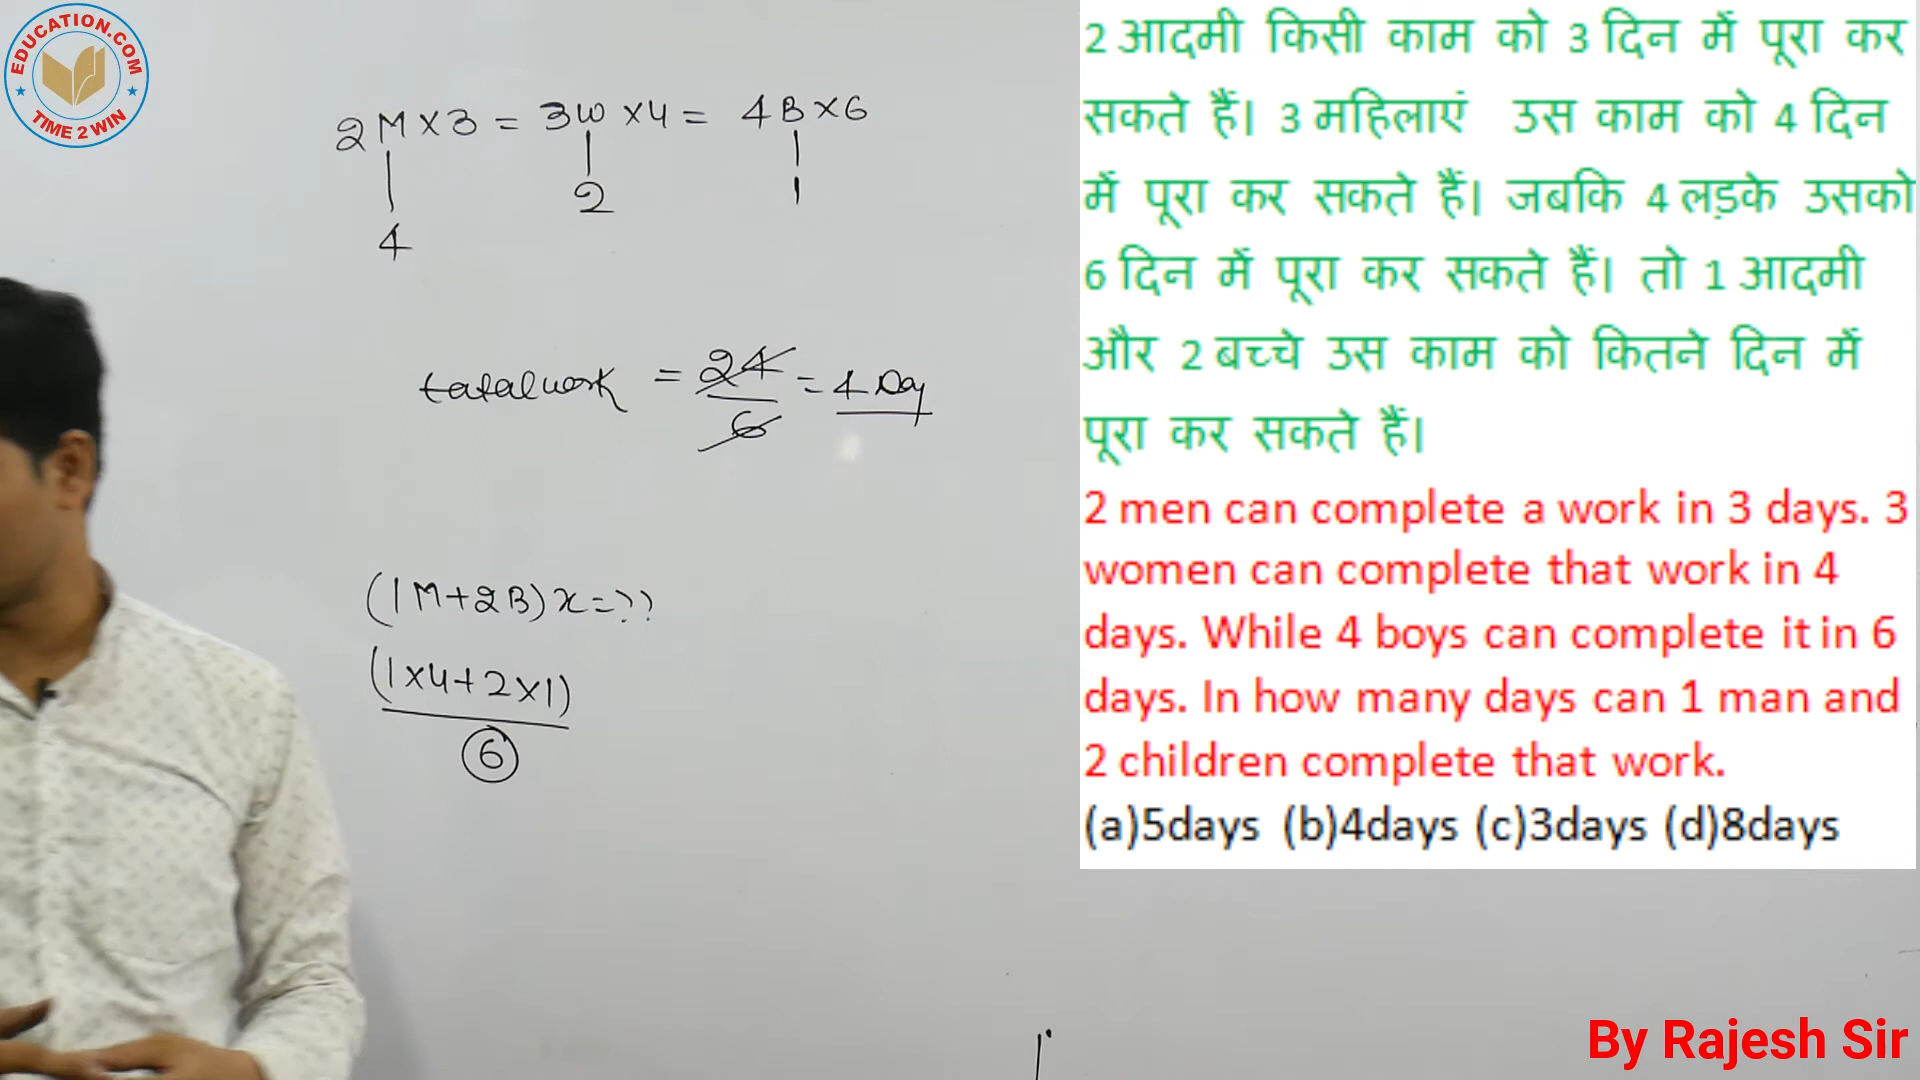 EDUCATION.COM
TIME 2 WIN
2M×3 = 3W×4 = 4B×6
4 2 1
total work = 24/6 = 4 Day
(1M+2B)x=??
(1×4+2×1)
6
2 आदमी किसी काम को 3 दिन में पूरा कर
सकते हैं। 3 महिलाएं उस काम को 4 दिन
में पूरा कर सकते हैं। जबकि 4 लड़के उसको
6 दिन में पूरा कर सकते हैं। तो 1 आदमी
और 2 बच्चे उस काम को कितने दिन में
पूरा कर सकते हैं।
2 men can complete a work in 3 days. 3
women can complete that work in 4
days. While 4 boys can complete it in 6
days. In how many days can 1 man and
2 children complete that work.
(a)5days (b)4days (c)3days (d)8days
By Rajesh Sir